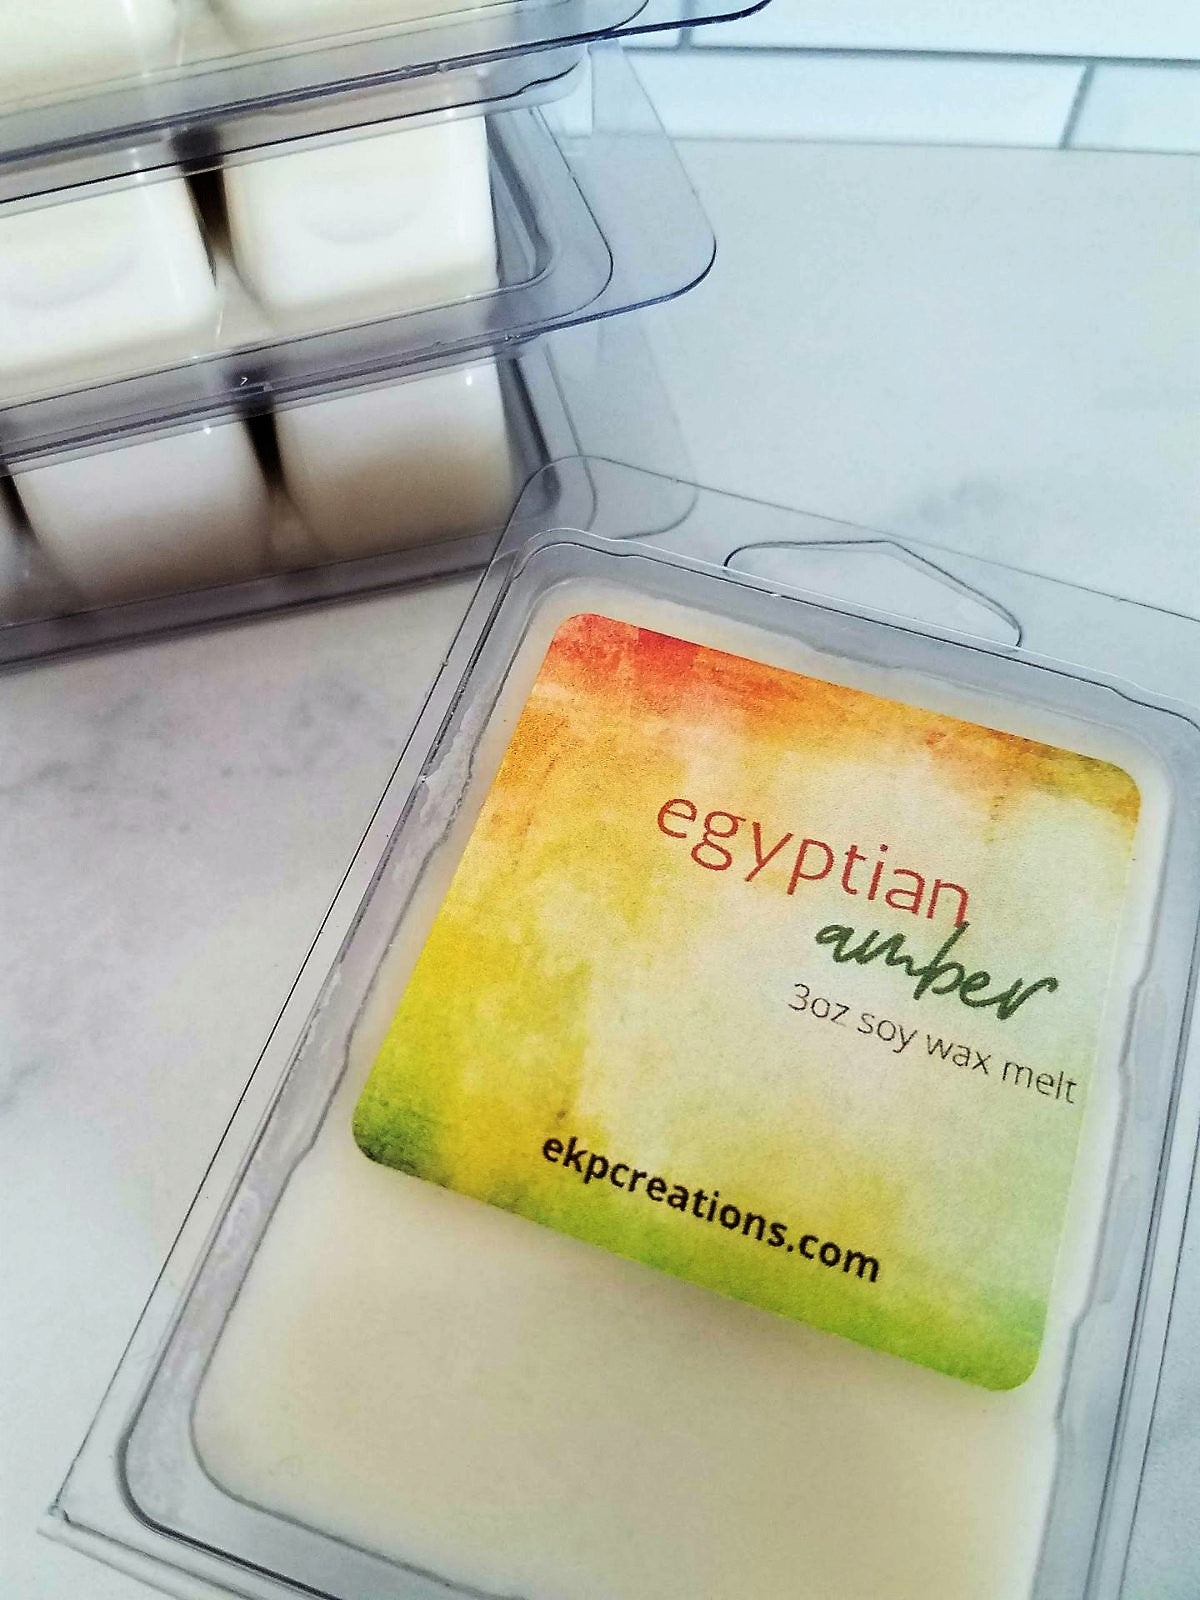 egyptian
amber
3oz soy wax melt
ekpcreations.com